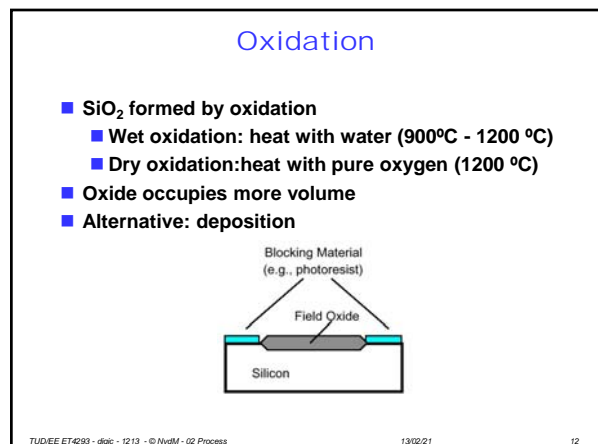 Oxidation
SiO₂ formed by oxidation
Wet oxidation: heat with water (900ºC - 1200 ºC)
Dry oxidation:heat with pure oxygen (1200 ºC)
Oxide occupies more volume
Alternative: deposition
Blocking Material
(e.g., photoresist)
Field Oxide
Silicon
TUD/EE ET4293 - digic - 1213 - © NvdM - 02 Process 13/02/21 12